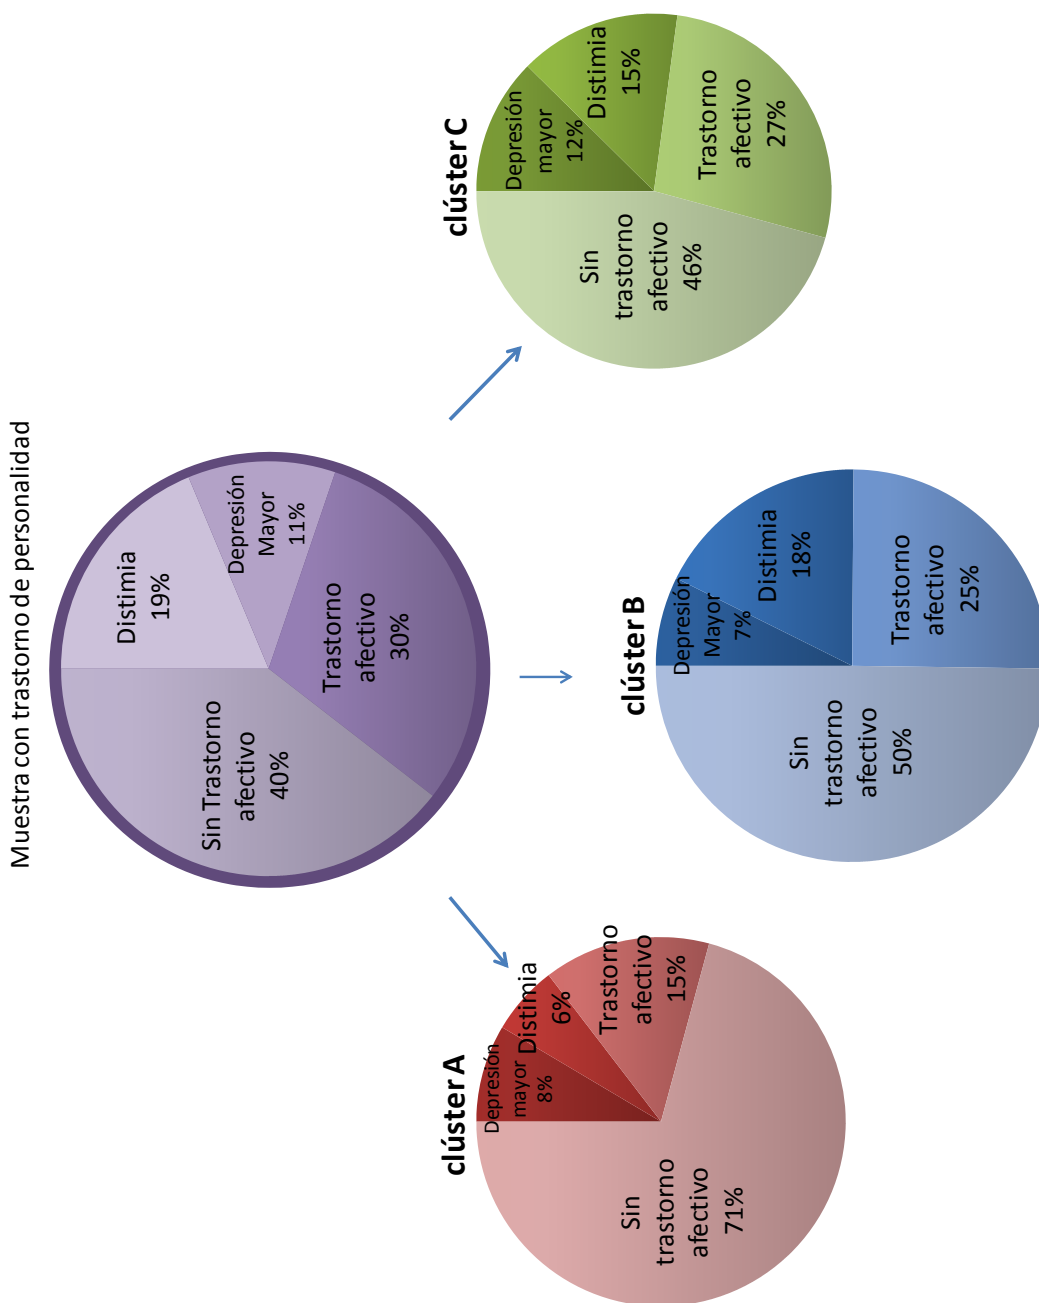 Muestra con trastorno de personalidad
Sin Trastorno
afectivo
40%
Distimia
19%
Depresión
Mayor
11%
Trastorno
afectivo
30%
clúster A
Depresión
mayor
8%
Distimia
6%
Trastorno
afectivo
15%
Sin
trastorno
afectivo
71%
clúster B
Depresión
Mayor
7%
Distimia
18%
Trastorno
afectivo
25%
Sin
trastorno
afectivo
50%
clúster C
Depresión
mayor
12%
Distimia
15%
Trastorno
afectivo
27%
Sin
trastorno
afectivo
46%